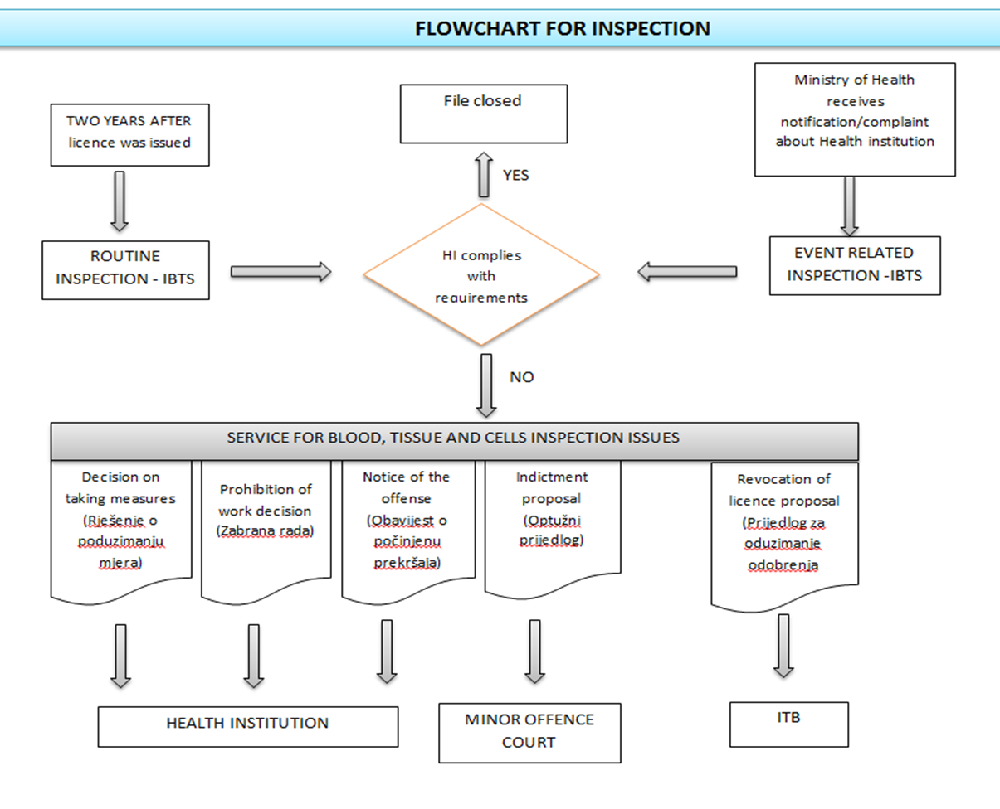 FLOWCHART FOR INSPECTION
TWO YEARS AFTER
licence was issued
File closed
Ministry of Health
receives
notification/complaint
about Health institution
YES
ROUTINE
INSPECTION - IBTS
HI complies
with
requirements
EVENT RELATED
INSPECTION -IBTS
NO
SERVICE FOR BLOOD, TISSUE AND CELLS INSPECTION ISSUES
Decision on
taking measures
(Rješenje o
poduzimanju
mjera)
Prohibition of
work decision
(Zabrana rada)
Notice of the
offense
(Obavijest o
počinjenu
prekršaja)
Indictment
proposal
(Optužni
prijedlog)
Revocation of
licence proposal
(Prijedlog za
oduzimanje
odobrenja
HEALTH INSTITUTION
MINOR OFFENCE
COURT
ITB